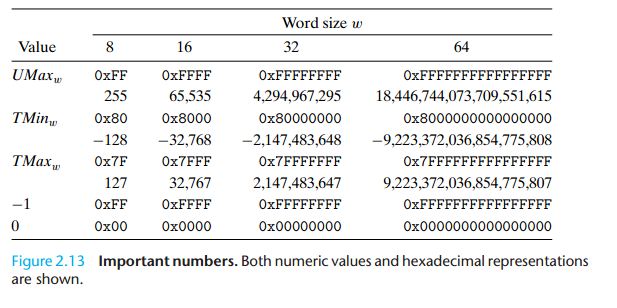 Word size w
Value 8 16 32 64
UMaxw 0xFF 0xFFFF 0xFFFFFFFF 0xFFFFFFFFFFFFFFFF
255 65,535 4,294,967,295 18,446,744,073,709,551,615
TMinw 0x80 0x8000 0x80000000 0x8000000000000000
−128 −32,768 −2,147,483,648 −9,223,372,036,854,775,808
TMaxw 0x7F 0x7FFF 0x7FFFFFFF 0x7FFFFFFFFFFFFFFF
127 32,767 2,147,483,647 9,223,372,036,854,775,807
−1 0xFF 0xFFFF 0xFFFFFFFF 0xFFFFFFFFFFFFFFFF
0 0x00 0x0000 0x00000000 0x0000000000000000
Figure 2.13 Important numbers. Both numeric values and hexadecimal representations
are shown.